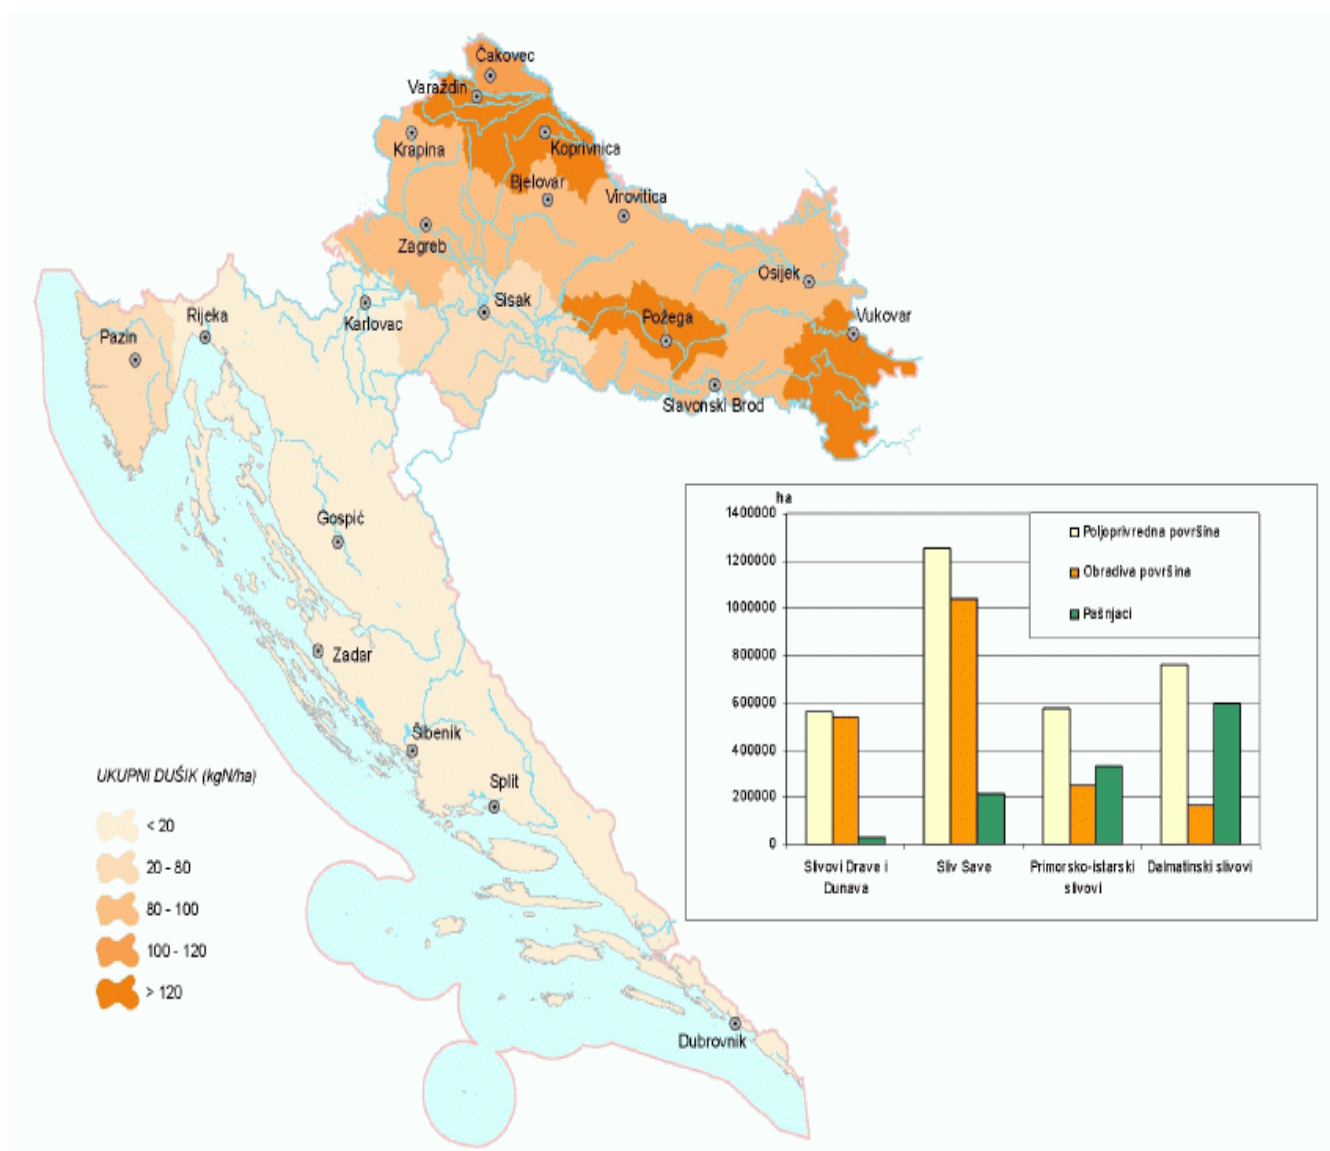 Čakovec
Varaždin
Krapina
Koprivnica
Bjelovar
Virovitica
Zagreb
Osijek
Sisak
Rijeka
Karlovac
Požega
Vukovar
Pazin
Slavonski Brod
Gospić
Zadar
Šibenik
Split
Dubrovnik
UKUPNI DUŠIK (kgN/ha)
< 20
20 - 80
80 - 100
100 - 120
> 120
ha
1400000
1200000
1000000
800000
600000
400000
200000
0
Poljoprivredna površina
Obradiva površina
Pašnjaci
Slivovi Drave i
Dunava
Sliv Save
Primorsko-istarski
slivovi
Dalmatinski slivovi